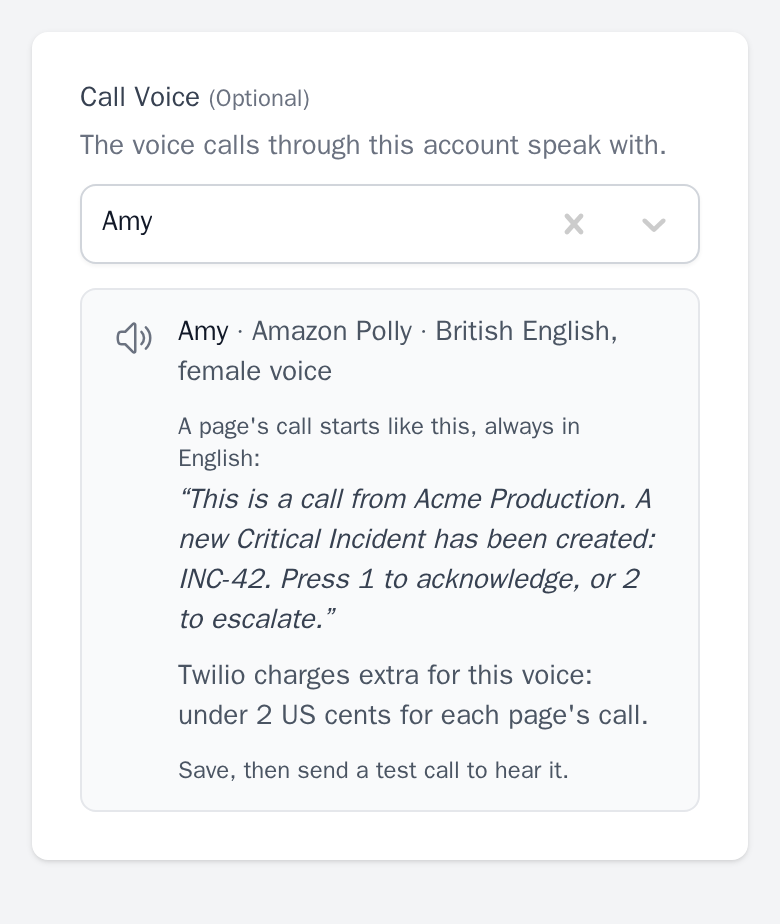 Call Voice (Optional)
The voice calls through this account speak with.
Amy
Amy · Amazon Polly · British English,
female voice
A page's call starts like this, always in
English:
“This is a call from Acme Production. A
new Critical Incident has been created:
INC-42. Press 1 to acknowledge, or 2
to escalate.”
Twilio charges extra for this voice:
under 2 US cents for each page's call.
Save, then send a test call to hear it.